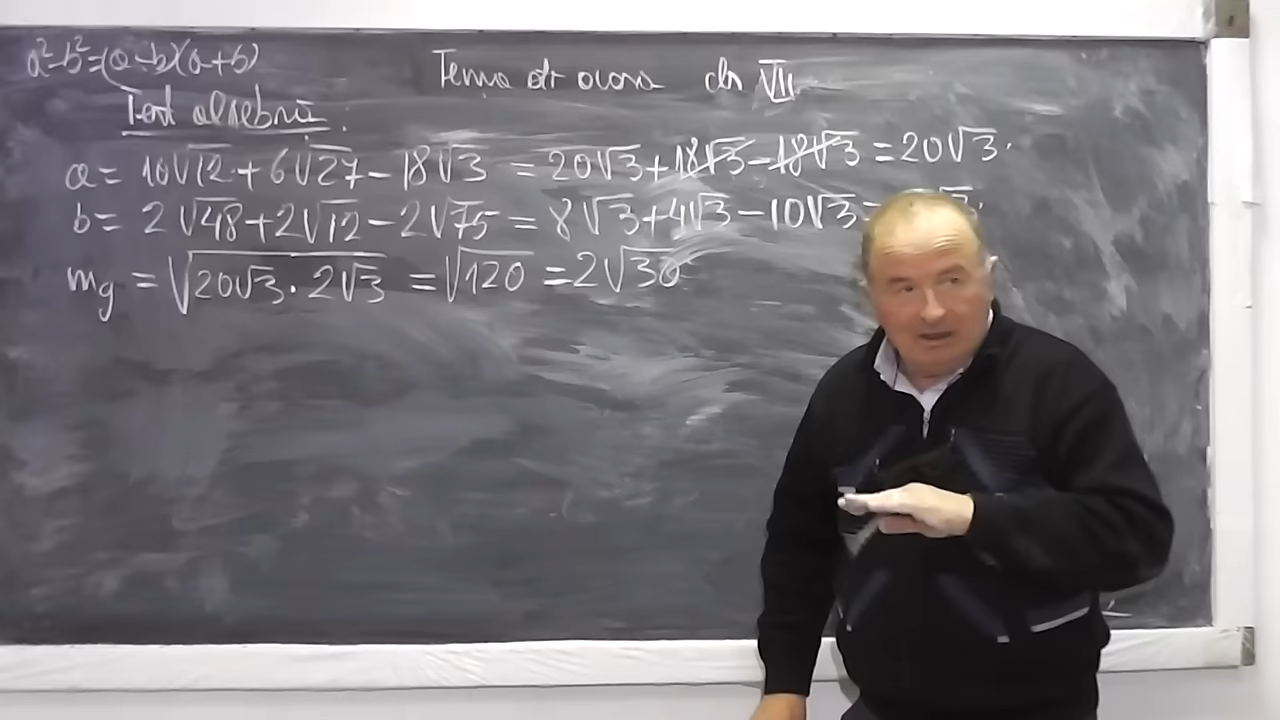 a²-b²=(a-b)(a+b)
Tema de acasa cls VII
Test algebră.
a = 10√12 + 6√27 - 18√3 = 20√3 + 18√3 - 18√3 = 20√3.
b = 2√48 + 2√12 - 2√75 = 8√3 + 4√3 - 10√3 =
mg = √(20√3 · 2√3) = √120 = 2√30